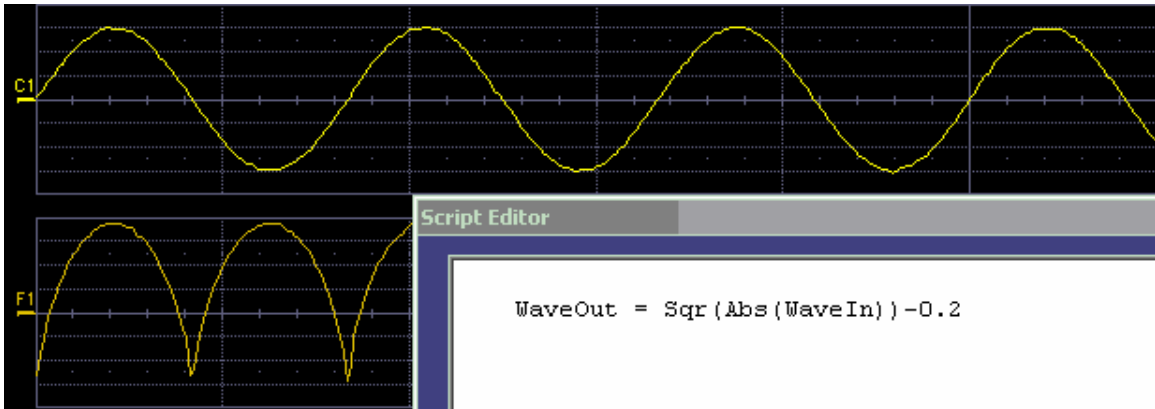 C1
F1
Script Editor
WaveOut = Sqr(Abs(WaveIn))-0.2